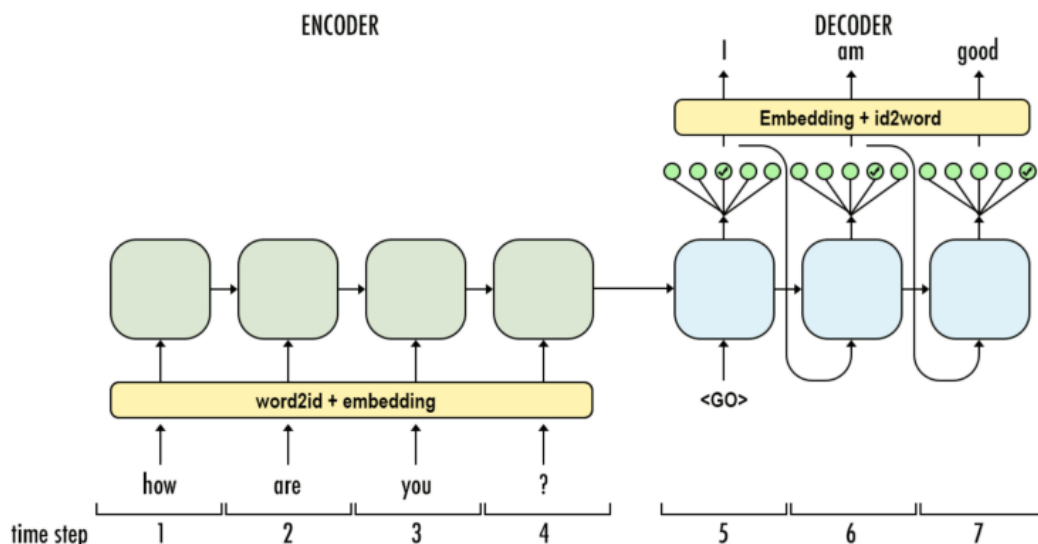 ENCODER DECODER
I am good
Embedding + id2word
<GO>
word2id + embedding
how are you ?
time step 1 2 3 4 5 6 7